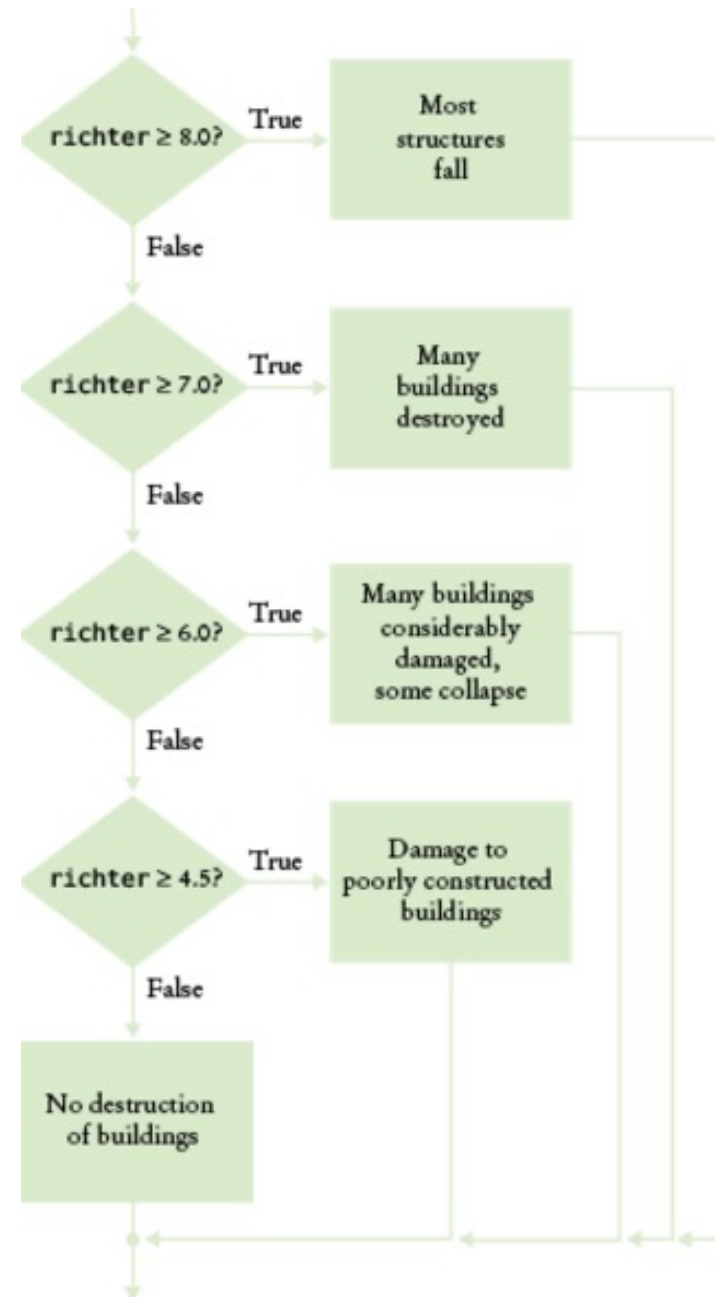 richter ≥ 8.0?
True
Most
structures
fall
False
richter ≥ 7.0?
True
Many
buildings
destroyed
False
richter ≥ 6.0?
True
Many buildings
considerably
damaged,
some collapse
False
richter ≥ 4.5?
True
Damage to
poorly constructed
buildings
False
No destruction
of buildings